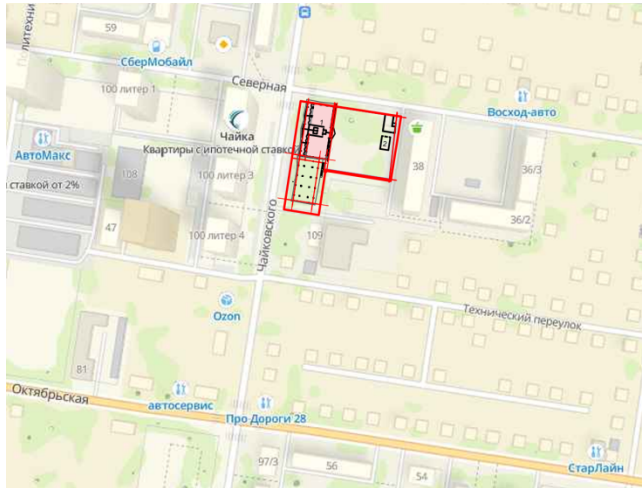 Политехни
59
СберМобайл
Северная
100 литер 1
Восход-авто
Чайка
Квартиры с ипотечной ставкой
АвтоМакс
ставкой от 2%
108
100 литер 3
38
36/3
36/2
47
100 литер 4
109
Чайковского
Ozon
Технический переулок
81
Октябрьская
автосервис
Про Дороги 28
97/3
56
54
СтарЛайн